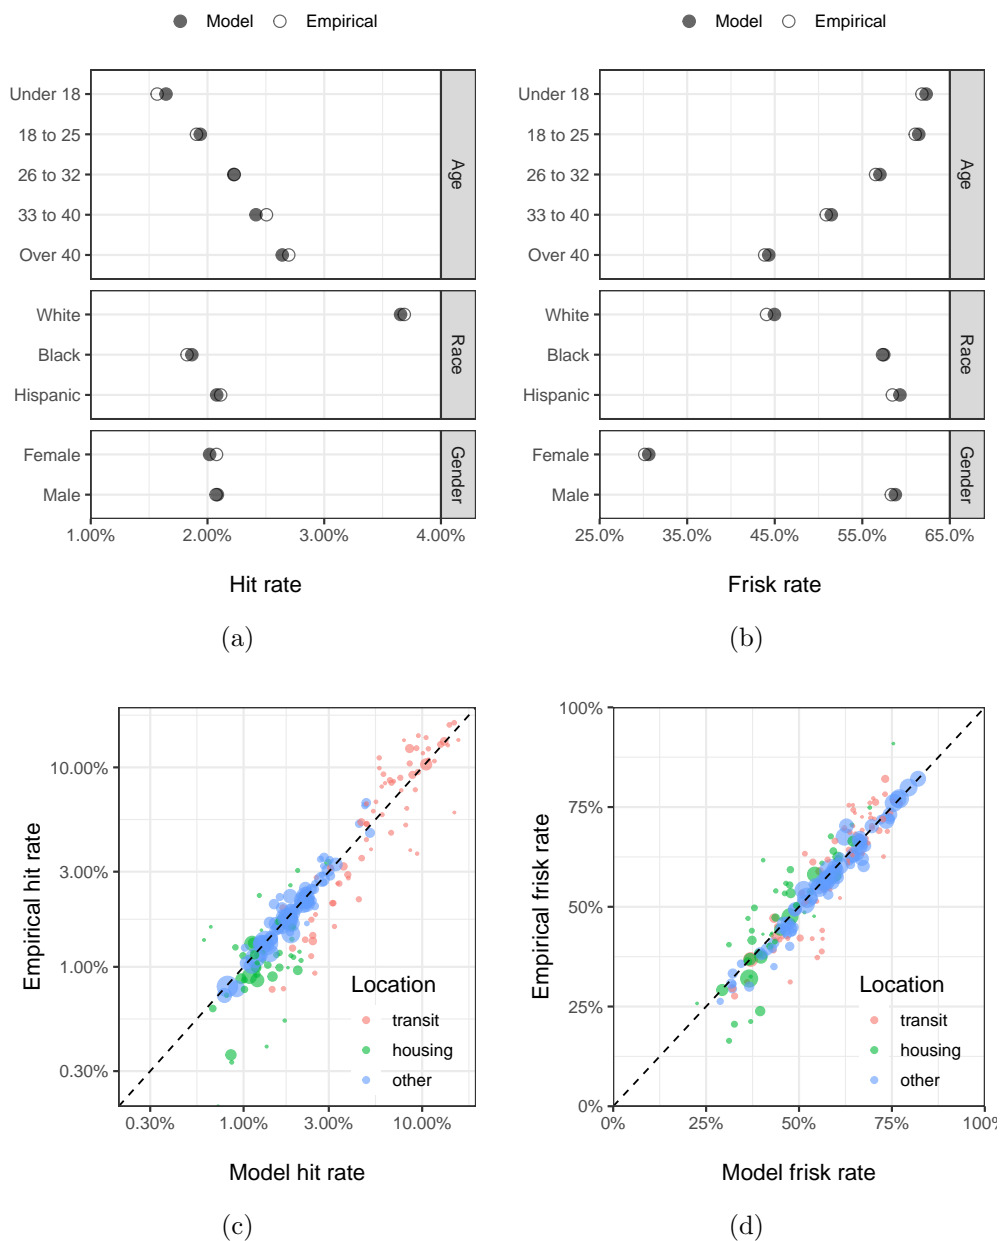 Model Empirical
Under 18
18 to 25
26 to 32
33 to 40
Over 40
Age
White
Black
Hispanic
Race
Female
Male
Gender
1.00% 2.00% 3.00% 4.00%
Hit rate
(a)
Model Empirical
Under 18
18 to 25
26 to 32
33 to 40
Over 40
Age
White
Black
Hispanic
Race
Female
Male
Gender
25.0% 35.0% 45.0% 55.0% 65.0%
Frisk rate
(b)
Empirical hit rate
10.00%
3.00%
1.00%
0.30%
Location
transit
housing
other
0.30% 1.00% 3.00% 10.00%
Model hit rate
(c)
Empirical frisk rate
100%
75%
50%
25%
0%
Location
transit
housing
other
0% 25% 50% 75% 100%
Model frisk rate
(d)